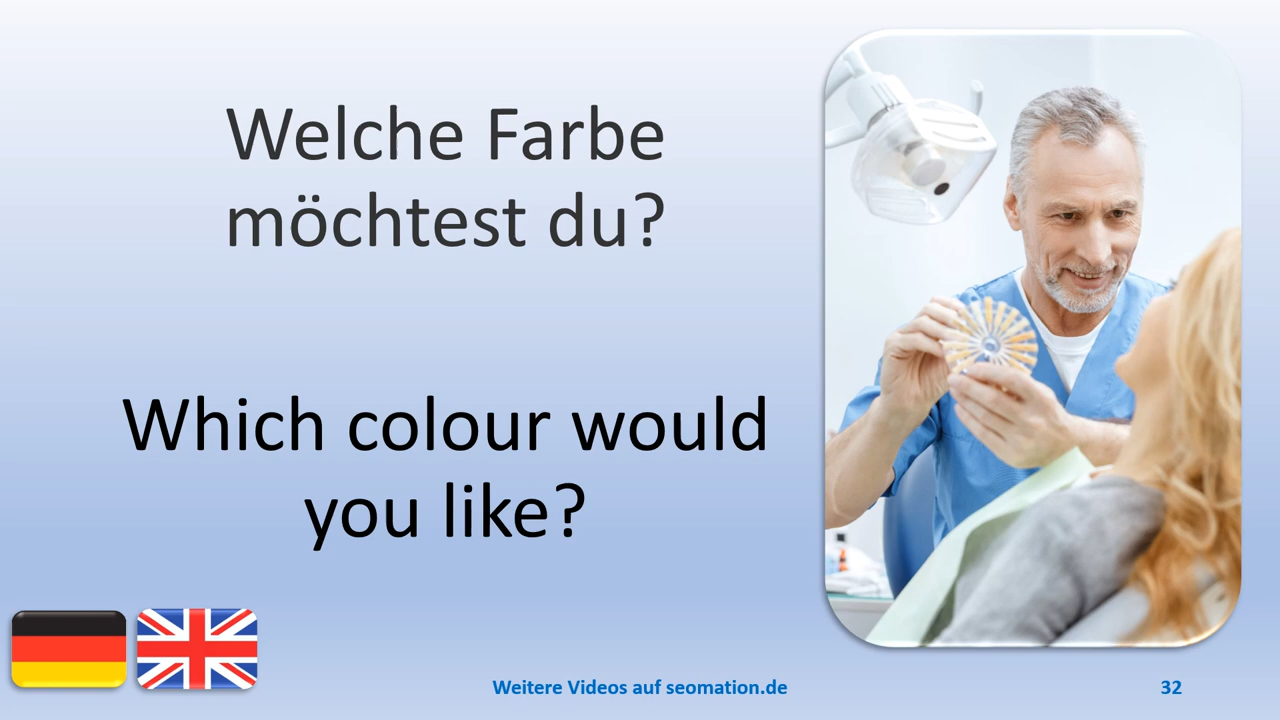 Welche Farbe
möchtest du?
Which colour would
you like?
Weitere Videos auf seomation.de
32